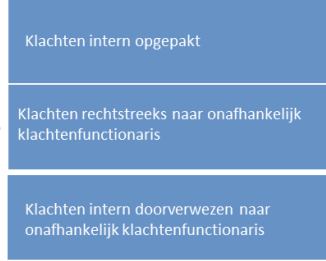 Klachten intern opgepakt
Klachten rechtstreeks naar onafhankelijk
klachtenfunctionaris
Klachten intern doorverwezen naar
onafhankelijk klachtenfunctionaris